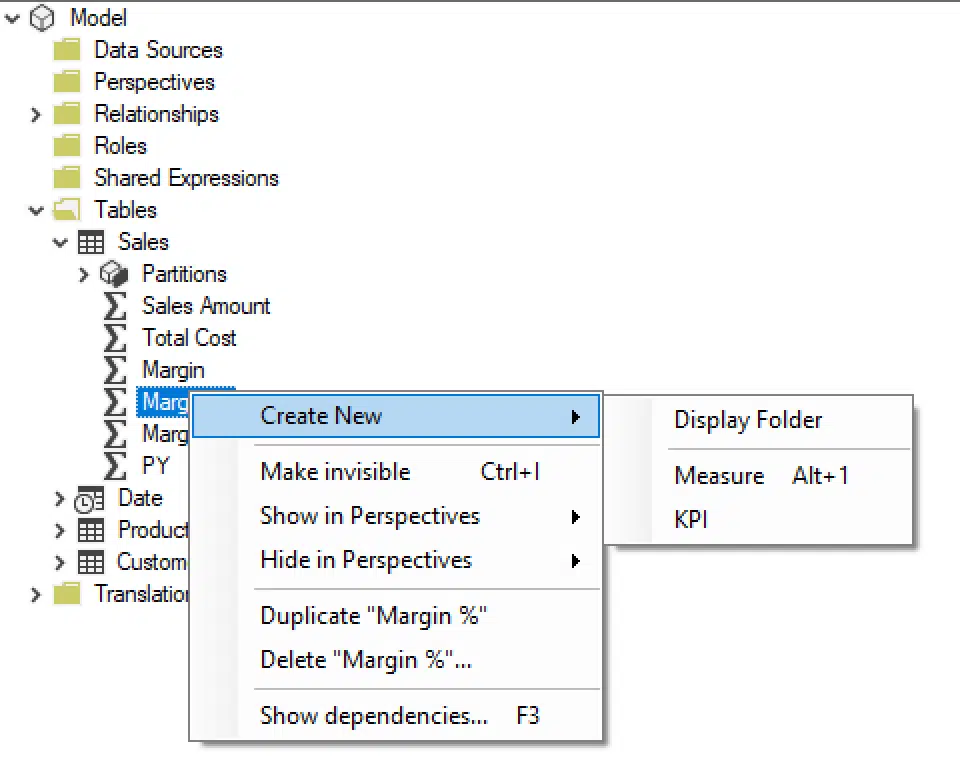 Model
Data Sources
Perspectives
Relationships
Roles
Shared Expressions
Tables
Sales
Partitions
Sales Amount
Total Cost
Margin
Marg
Marg
PY
Date
Product
Custom
Translation
Create New
Make invisible Ctrl+I
Show in Perspectives
Hide in Perspectives
Duplicate "Margin %"
Delete "Margin %"...
Show dependencies... F3
Display Folder
Measure Alt+1
KPI